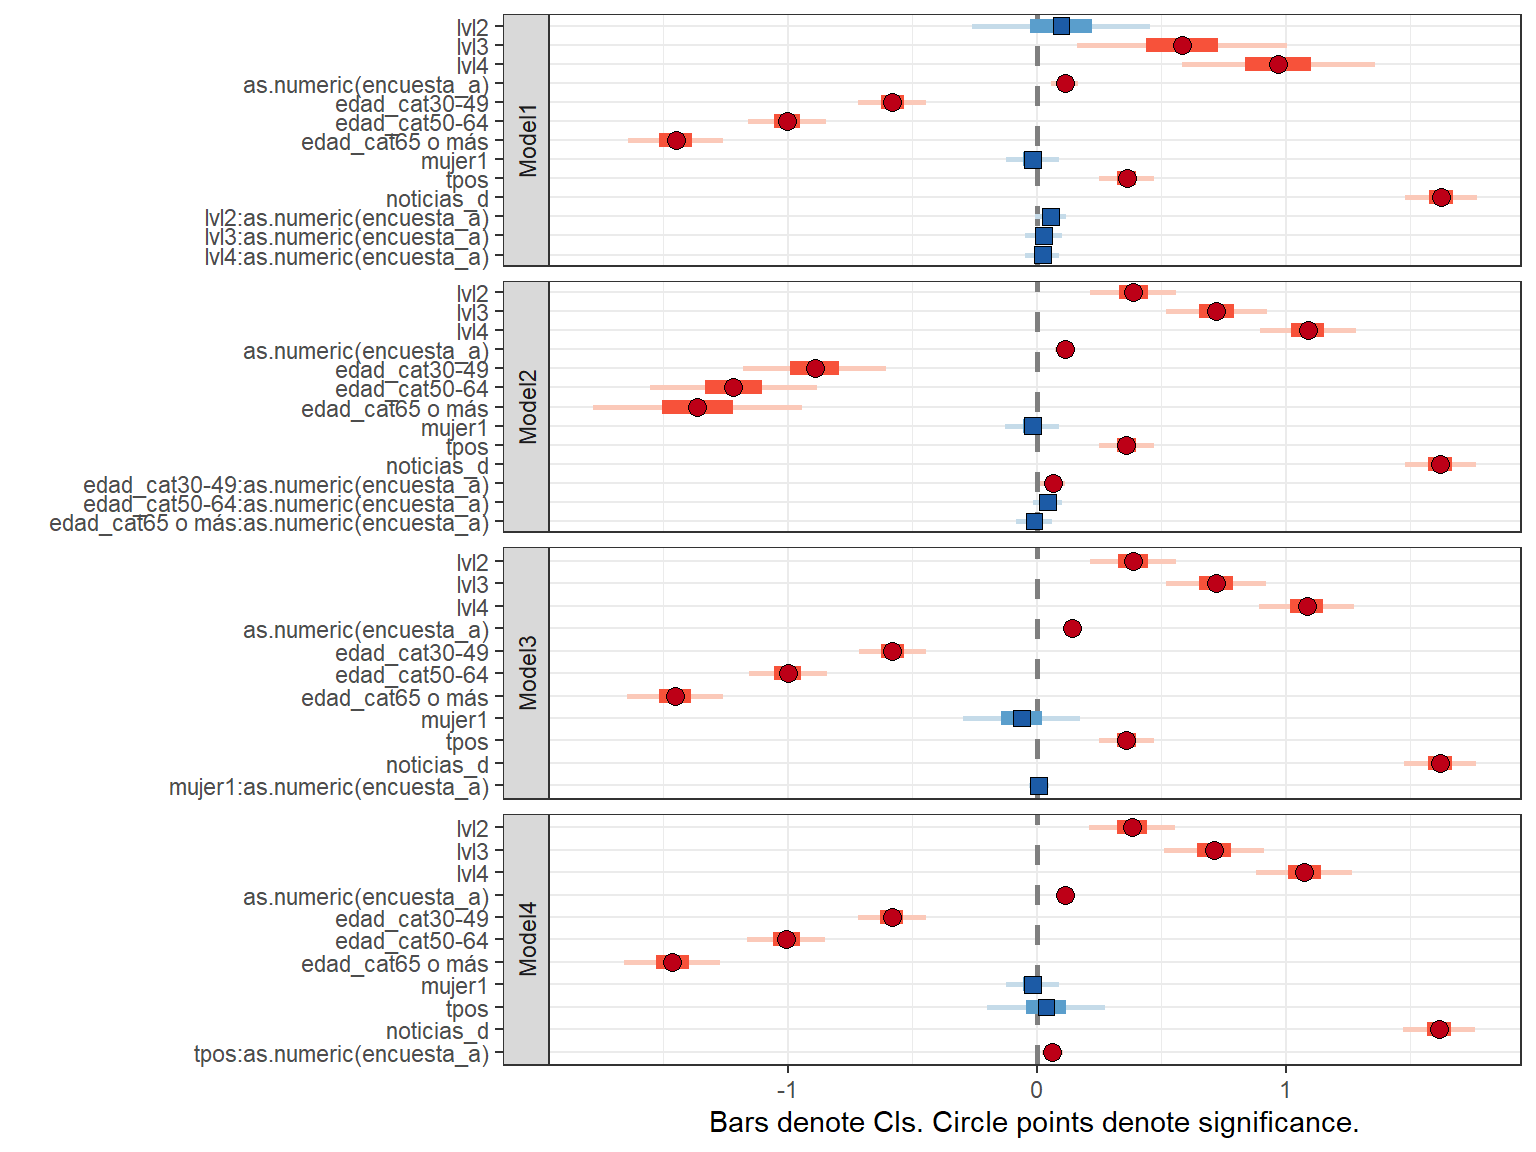 lvl2
lvl3
lvl4
as.numeric(encuesta_a)
edad_cat30-49
edad_cat50-64
edad_cat65 o más
mujer1
tpos
noticias_d
lvl2:as.numeric(encuesta_a)
lvl3:as.numeric(encuesta_a)
lvl4:as.numeric(encuesta_a)
Model1
lvl2
lvl3
lvl4
as.numeric(encuesta_a)
edad_cat30-49
edad_cat50-64
edad_cat65 o más
mujer1
tpos
noticias_d
edad_cat30-49:as.numeric(encuesta_a)
edad_cat50-64:as.numeric(encuesta_a)
edad_cat65 o más:as.numeric(encuesta_a)
Model2
lvl2
lvl3
lvl4
as.numeric(encuesta_a)
edad_cat30-49
edad_cat50-64
edad_cat65 o más
mujer1
tpos
noticias_d
mujer1:as.numeric(encuesta_a)
Model3
lvl2
lvl3
lvl4
as.numeric(encuesta_a)
edad_cat30-49
edad_cat50-64
edad_cat65 o más
mujer1
tpos
noticias_d
tpos:as.numeric(encuesta_a)
Model4
-1 0 1
Bars denote CIs. Circle points denote significance.